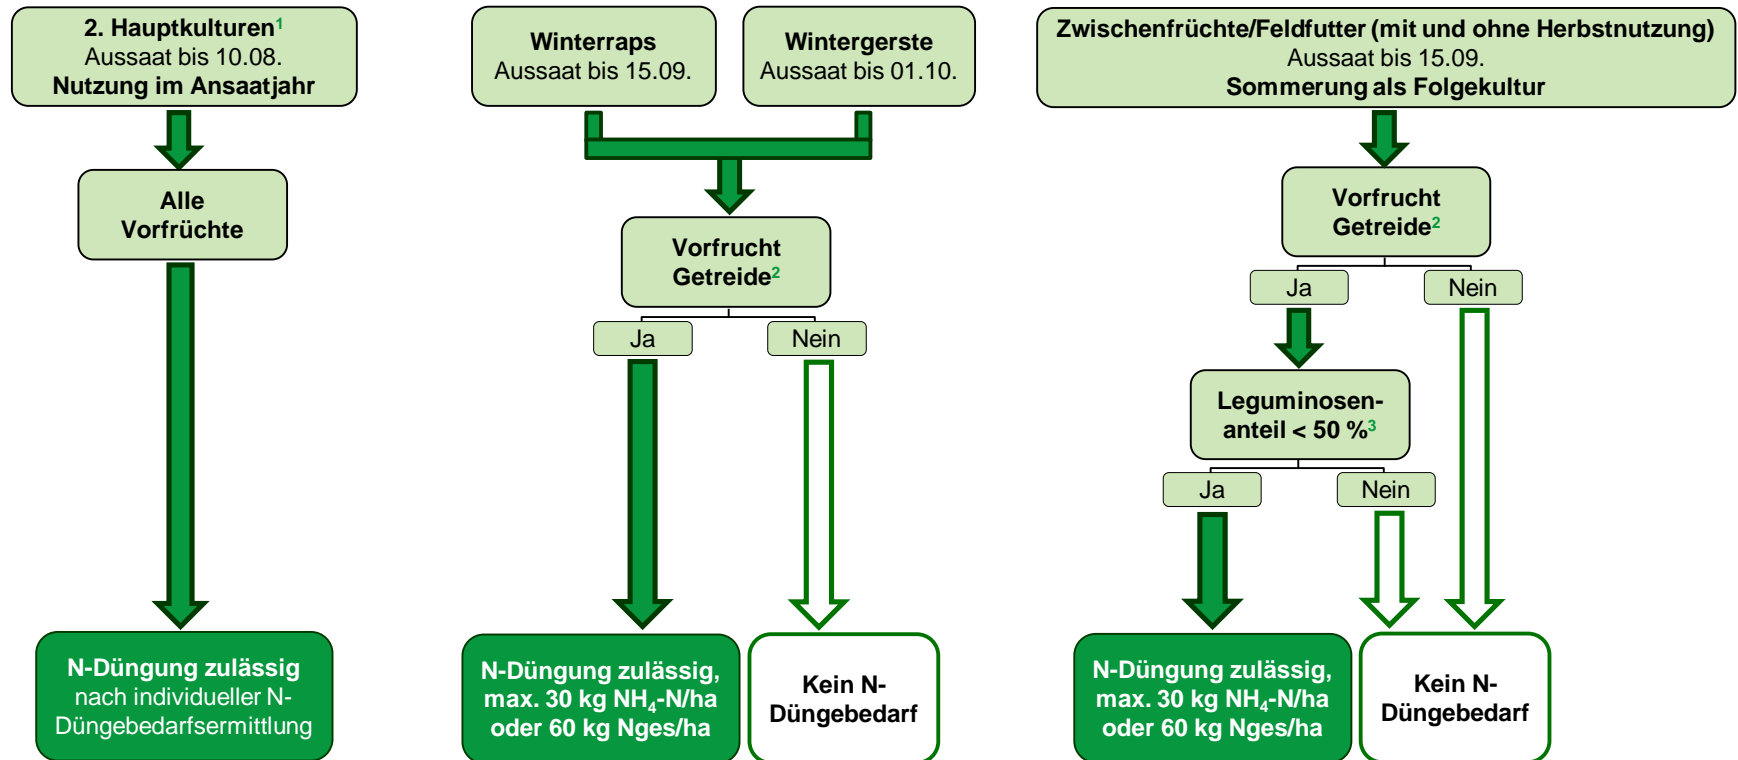 2. Hauptkulturen¹
Aussaat bis 10.08.
Nutzung im Ansaatjahr
Alle
Vorfrüchte
N-Düngung zulässig
nach individueller N-
Düngebedarfsermittlung
Winterraps
Aussaat bis 15.09.
Wintergerste
Aussaat bis 01.10.
Vorfrucht
Getreide²
Ja
Nein
N-Düngung zulässig,
max. 30 kg NH₄-N/ha
oder 60 kg Nges/ha
Kein N-
Düngebedarf
Zwischenfrüchte/Feldfutter (mit und ohne Herbstnutzung)
Aussaat bis 15.09.
Sommerung als Folgekultur
Vorfrucht
Getreide²
Ja
Nein
Leguminosen-
anteil < 50 %³
Ja
Nein
N-Düngung zulässig,
max. 30 kg NH₄-N/ha
oder 60 kg Nges/ha
Kein N-
Düngebedarf